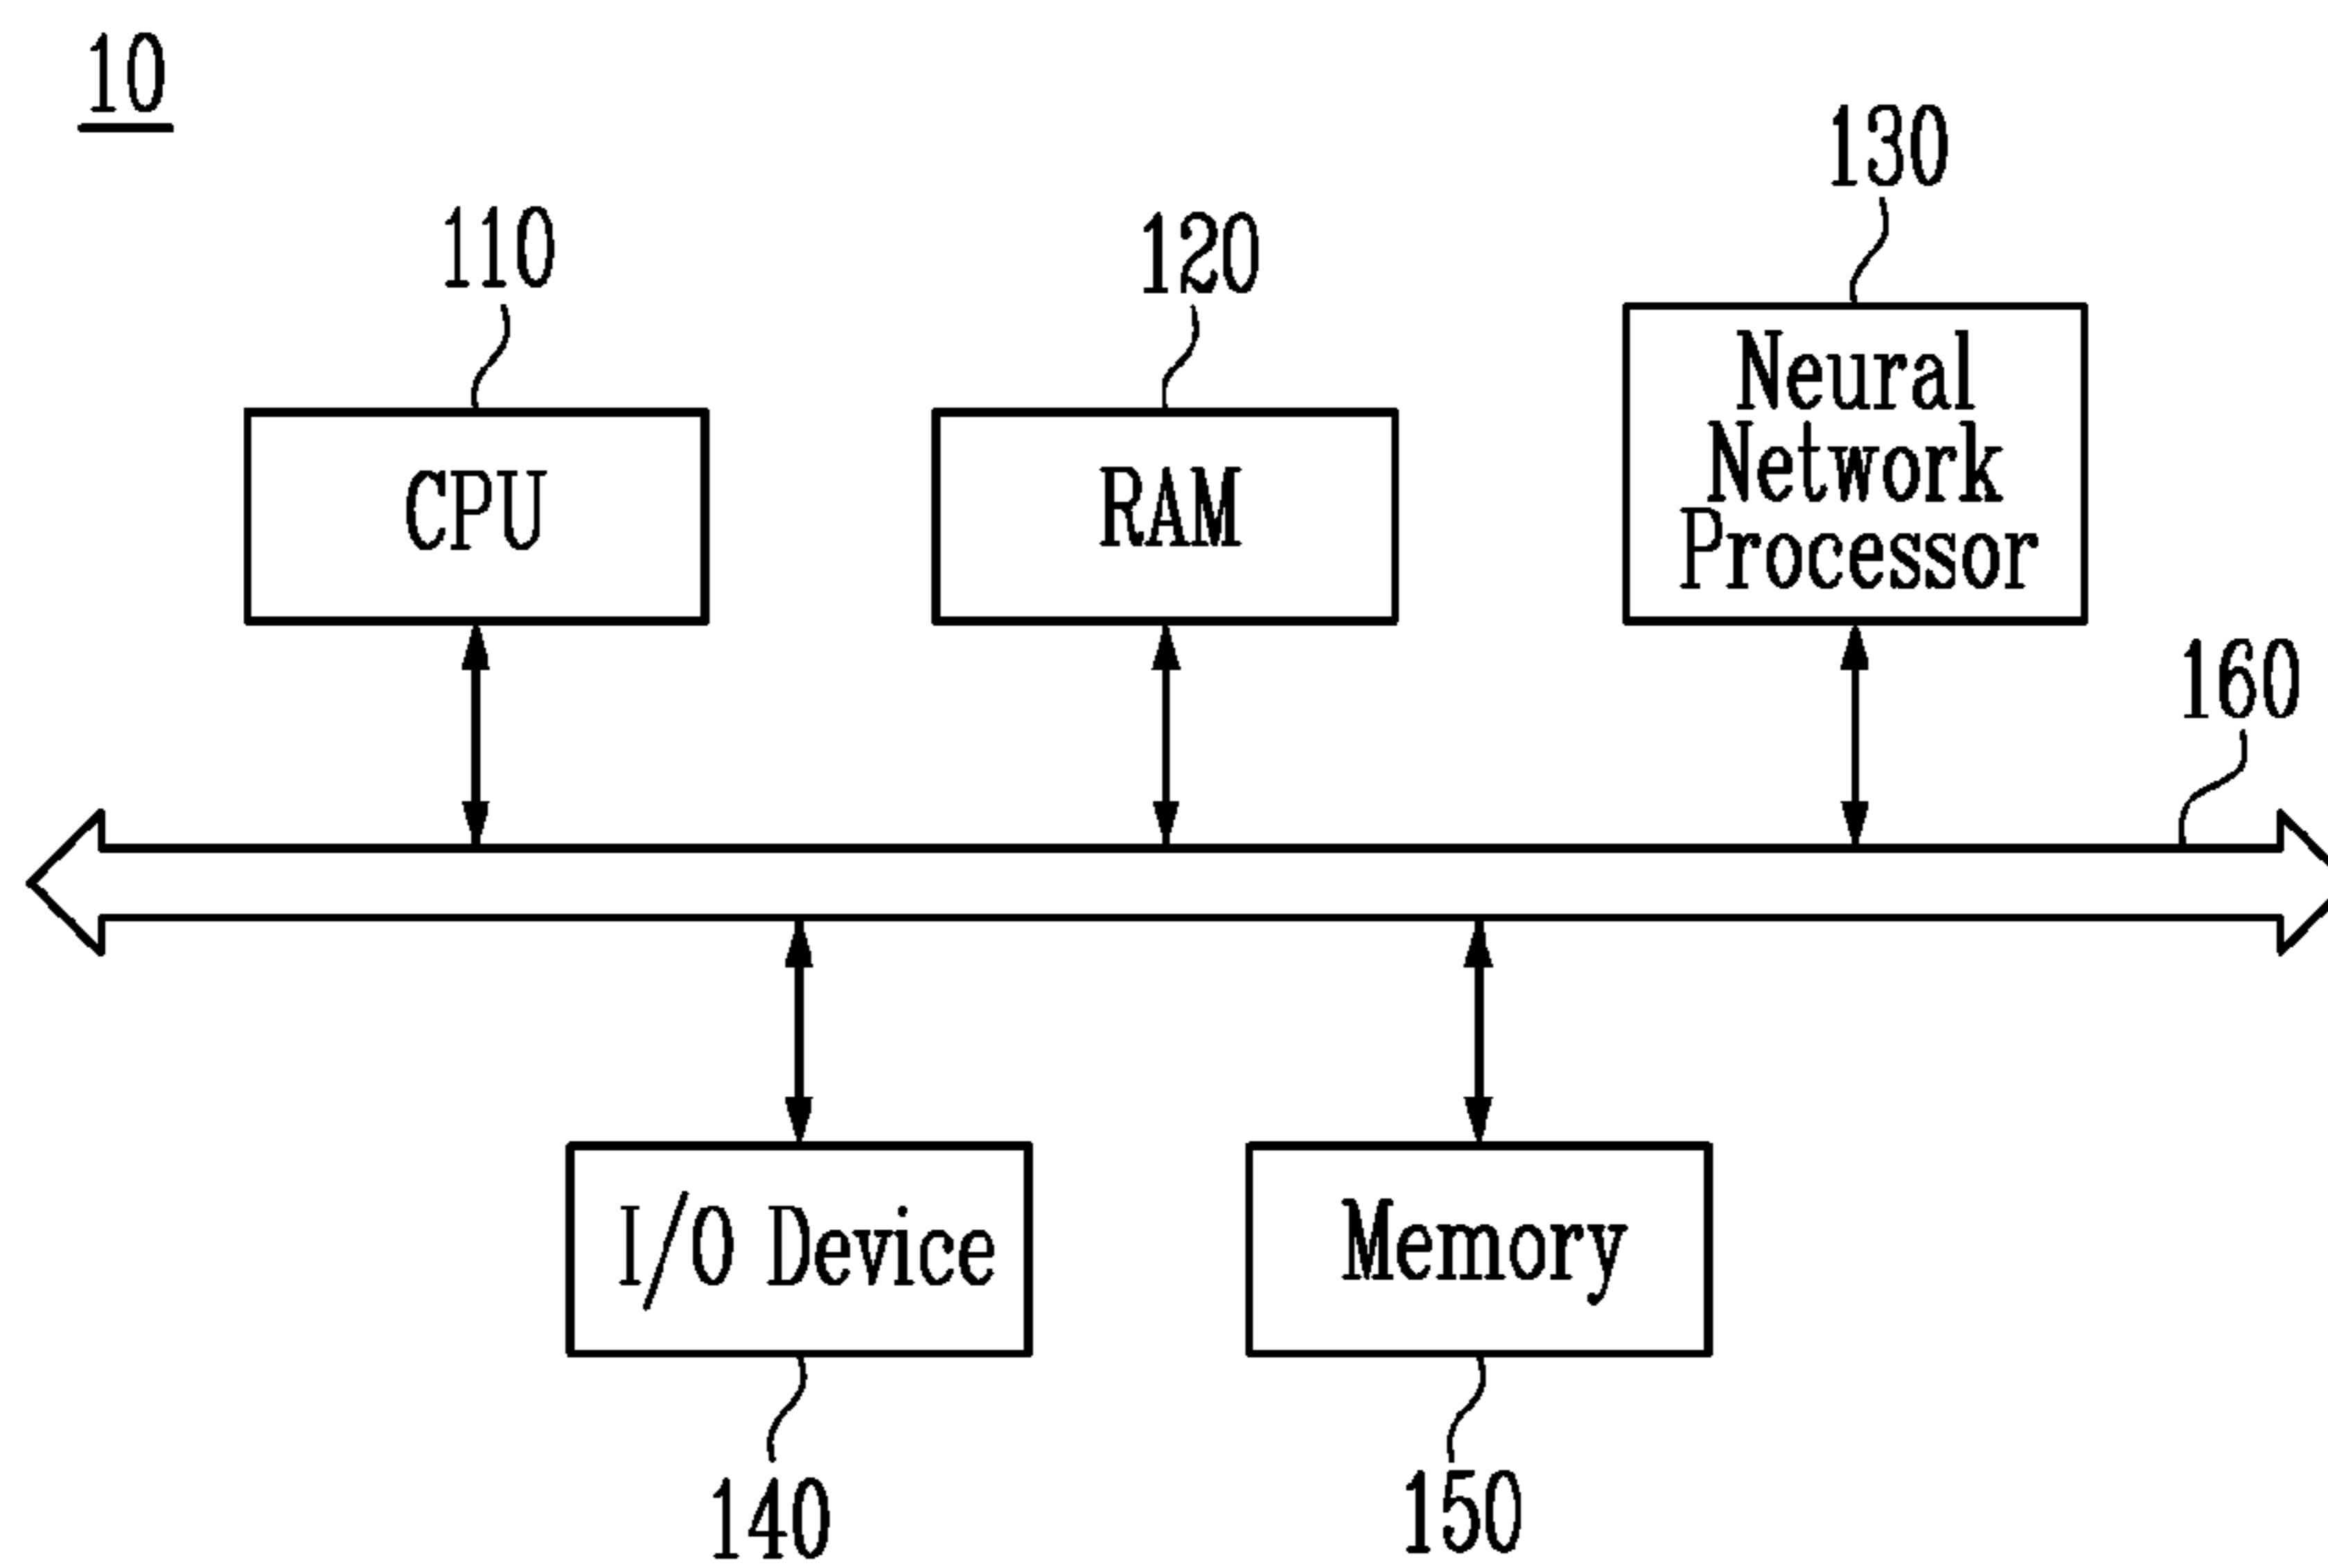 10
110
120
130
CPU
RAM
Neural
Network
Processor
160
I/O Device
Memory
140
150